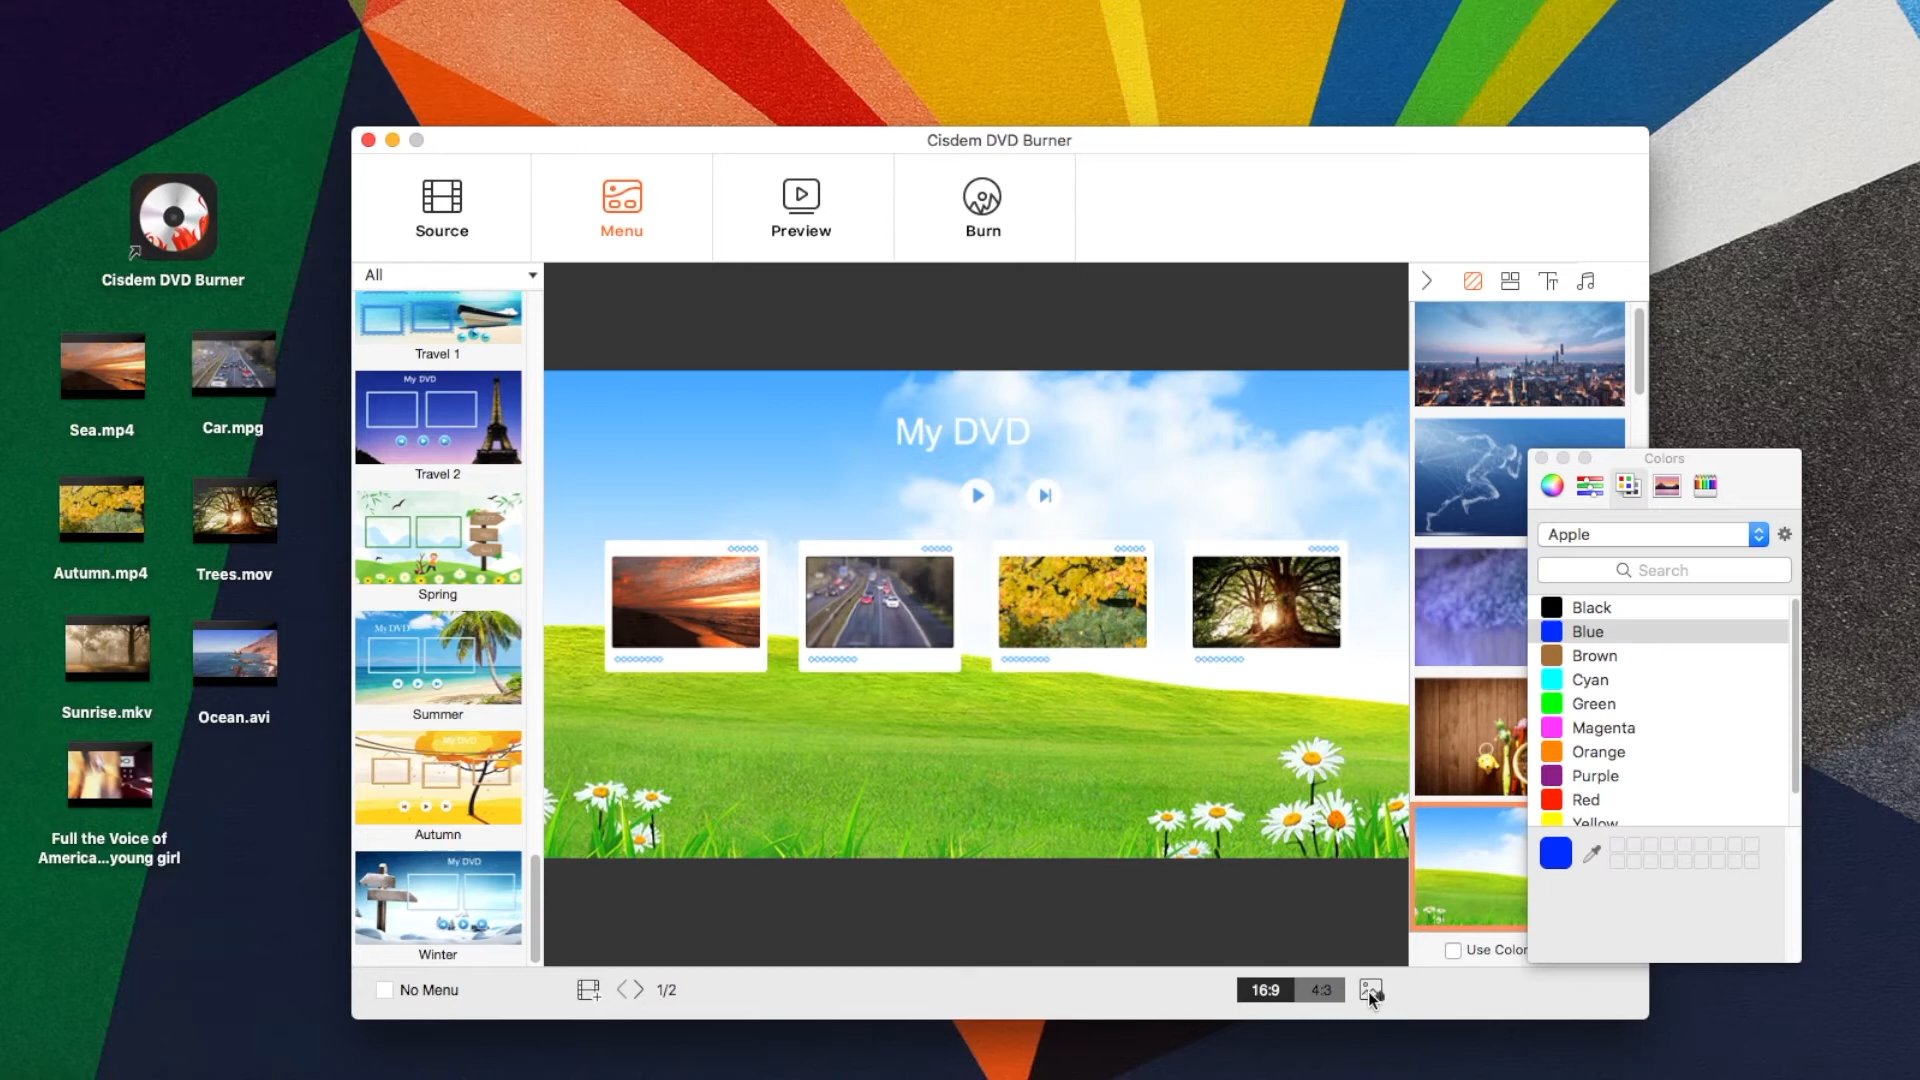 Cisdem DVD Burner
Source
Menu
Preview
Burn
Cisdem DVD Burner
Sea.mp4
Car.mpg
Autumn.mp4
Trees.mov
Sunrise.mkv
Ocean.avi
Full the Voice of
America...young girl
All
Travel 1
My DVD
Travel 2
Spring
My DVD
Summer
My DVD
Autumn
My DVD
Winter
My DVD
Colors
Apple
Search
Black
Blue
Brown
Cyan
Green
Magenta
Orange
Purple
Red
Yellow
Use Color
No Menu
1/2
16:9
4:3